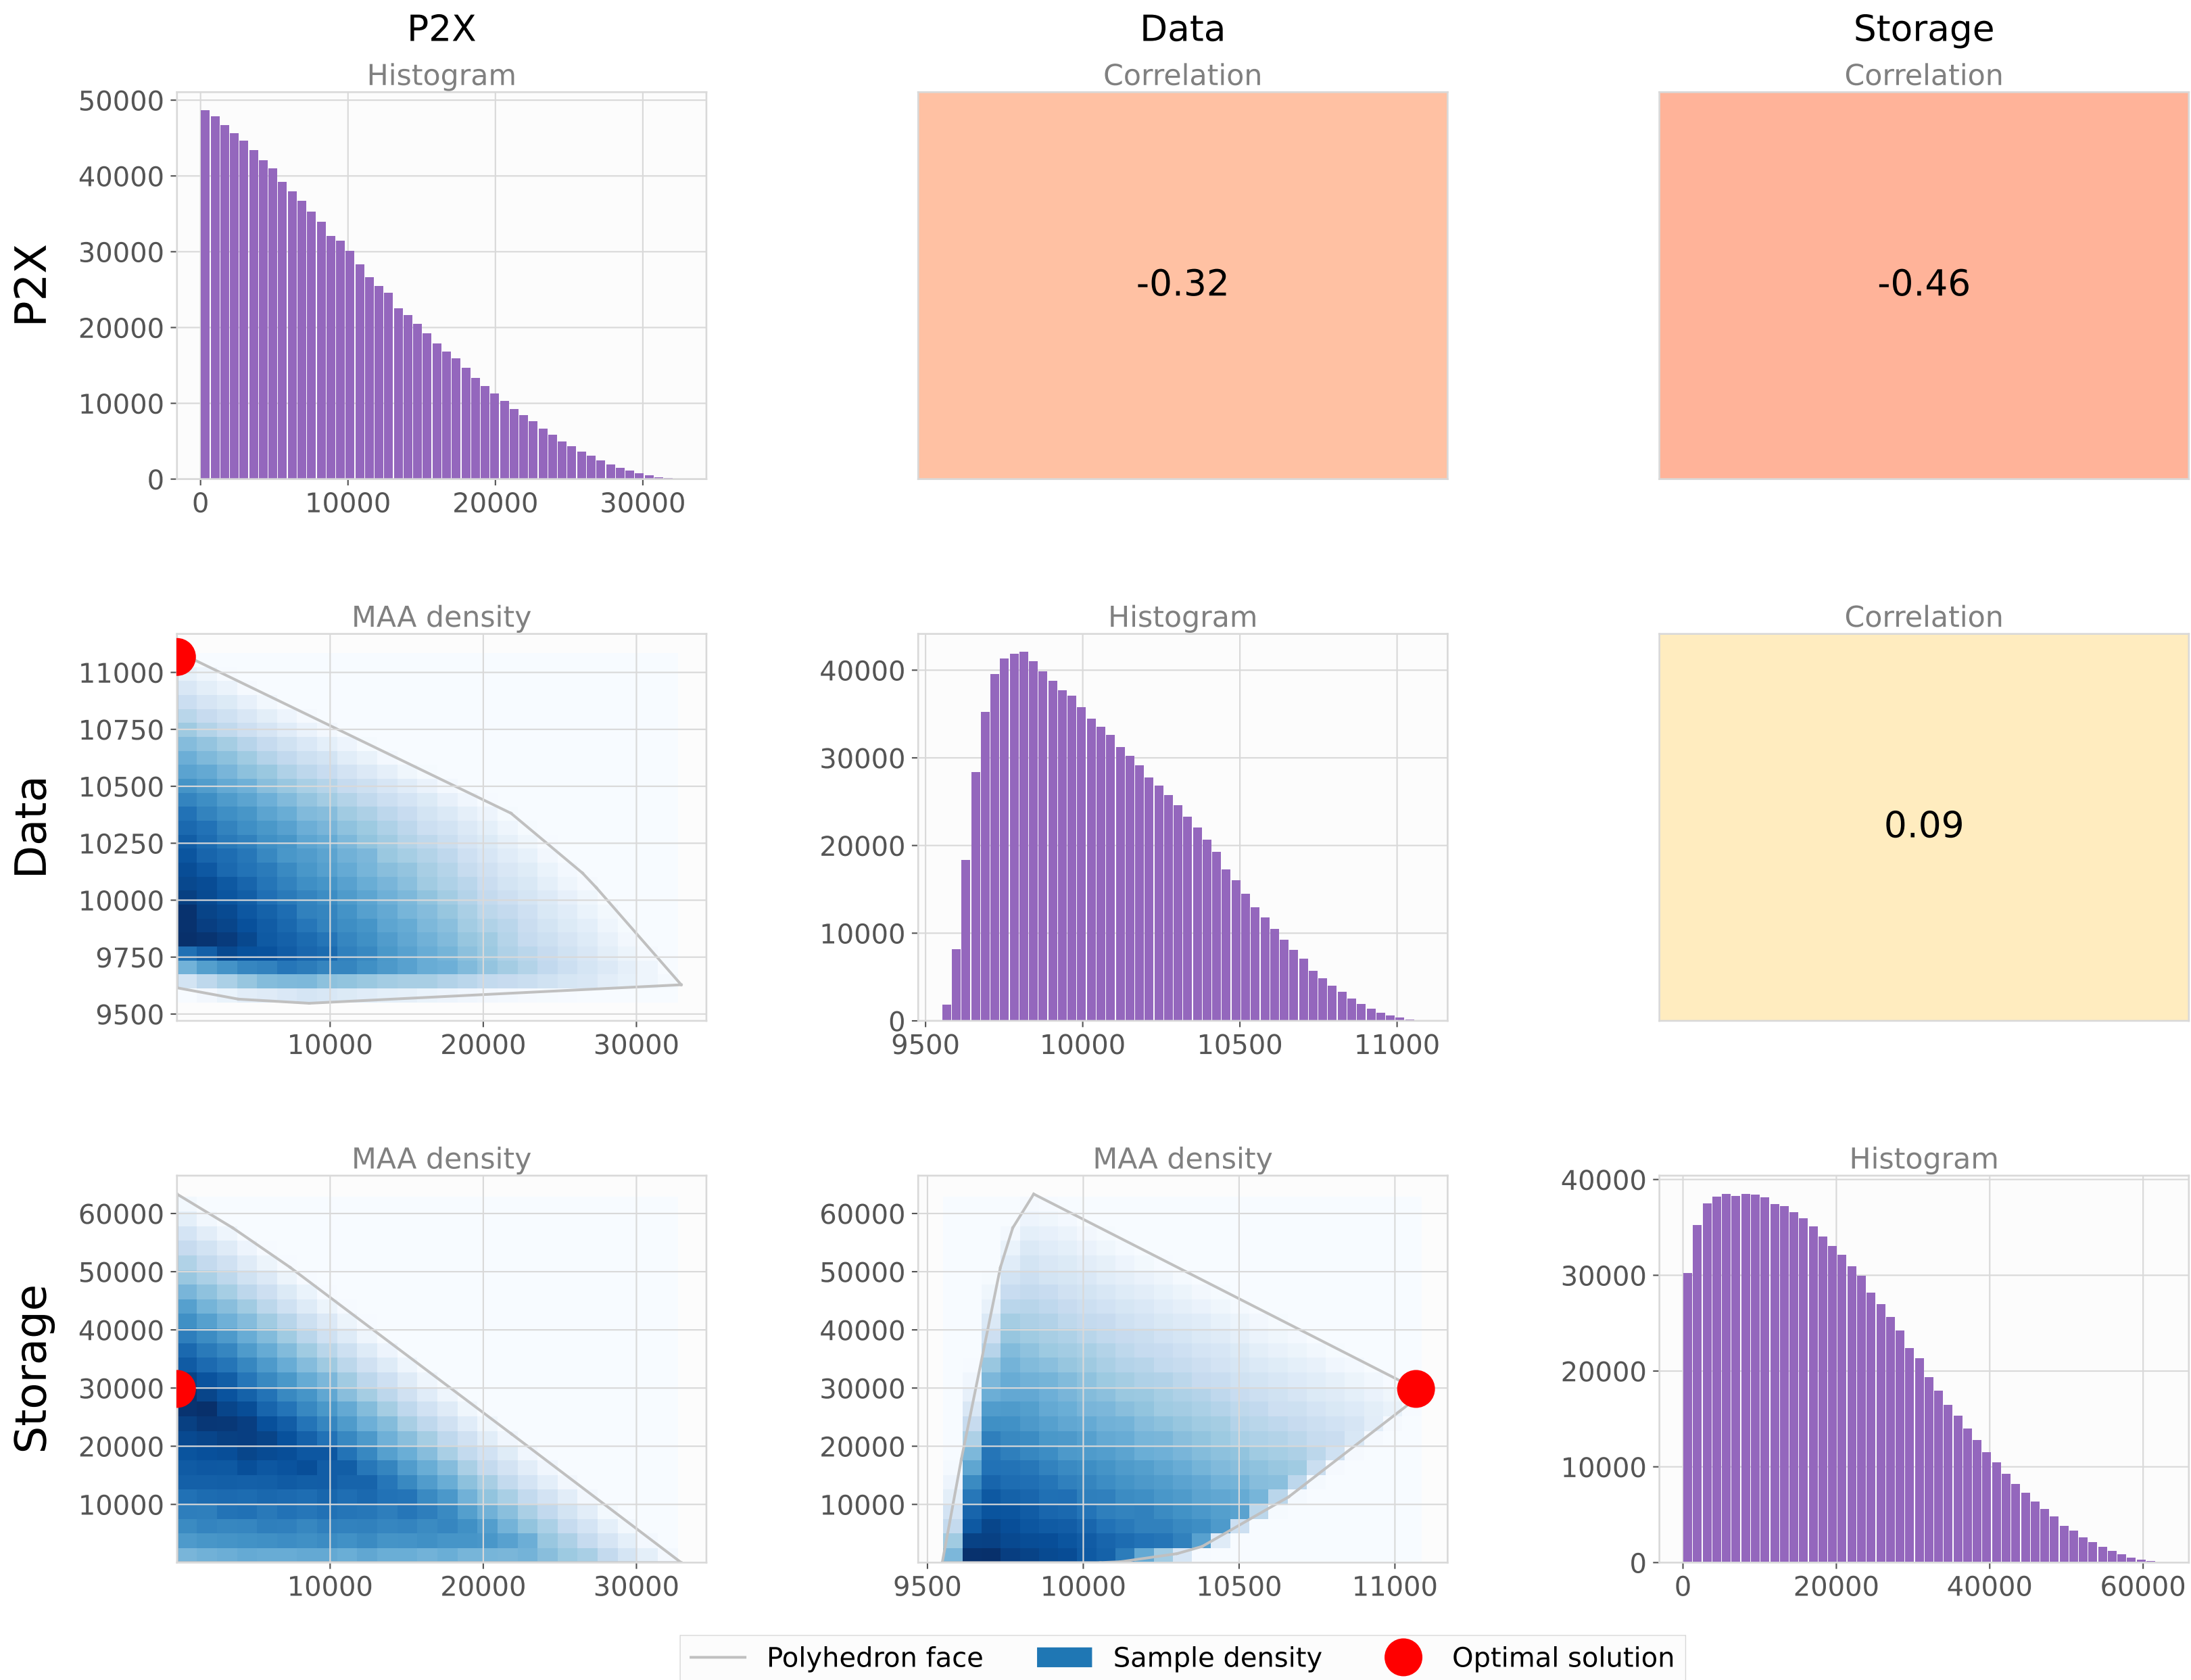 P2X Data Storage
Histogram Correlation Correlation
P2X
50000
40000
30000
20000
10000
0
0 10000 20000 30000
-0.32
-0.46
MAA density Histogram Correlation
Data
11000
10750
10500
10250
10000
9750
9500
10000 20000 30000
40000
30000
20000
10000
0
9500 10000 10500 11000
0.09
MAA density MAA density Histogram
Storage
60000
50000
40000
30000
20000
10000
10000 20000 30000
60000
50000
40000
30000
20000
10000
9500 10000 10500 11000
40000
30000
20000
10000
0
0 20000 40000 60000
Polyhedron face Sample density Optimal solution